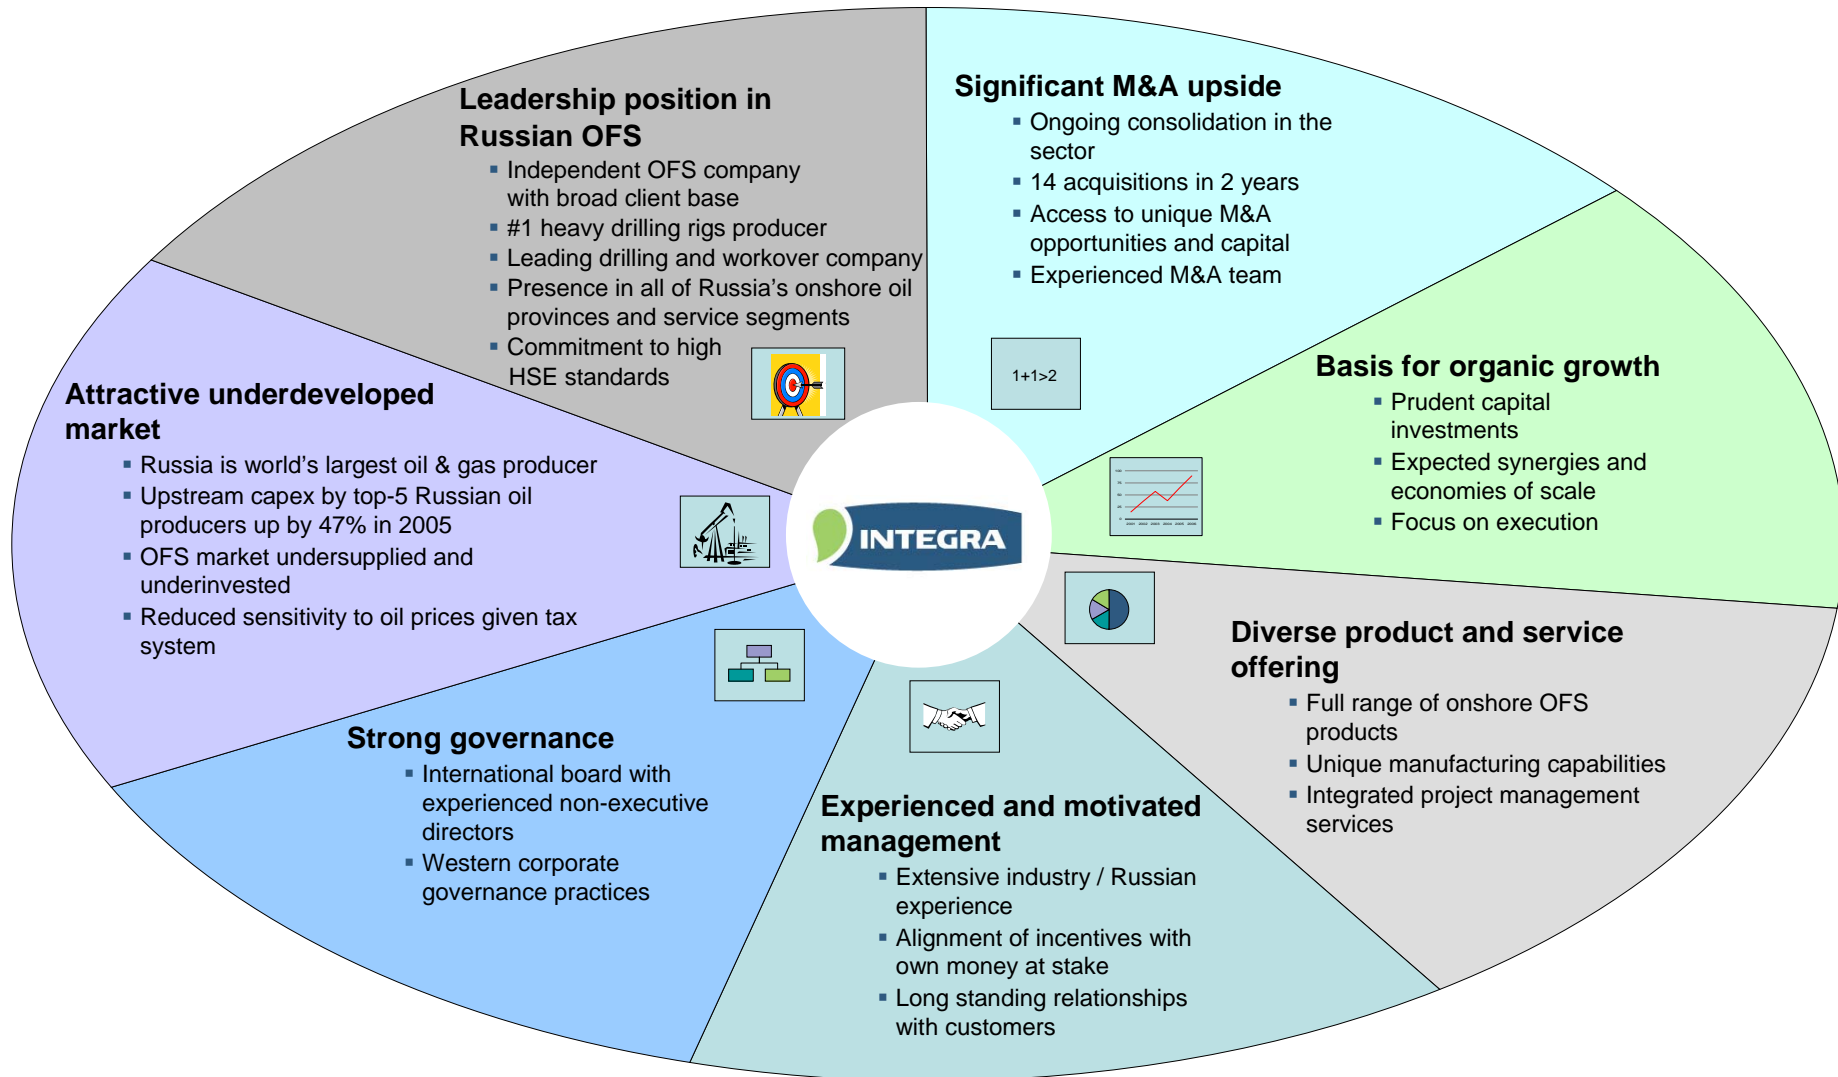 Leadership position in
Russian OFS
Independent OFS company
with broad client base
#1 heavy drilling rigs producer
Leading drilling and workover company
Presence in all of Russia's onshore oil
provinces and service segments
Commitment to high
HSE standards
Significant M&A upside
Ongoing consolidation in the
sector
14 acquisitions in 2 years
Access to unique M&A
opportunities and capital
Experienced M&A team
1+1>2
Basis for organic growth
Prudent capital
investments
Expected synergies and
economies of scale
Focus on execution
Attractive underdeveloped
market
Russia is world's largest oil & gas producer
Upstream capex by top-5 Russian oil
producers up by 47% in 2005
OFS market undersupplied and
underinvested
Reduced sensitivity to oil prices given tax
system
INTEGRA
Diverse product and service
offering
Full range of onshore OFS
products
Unique manufacturing capabilities
Integrated project management
services
Strong governance
International board with
experienced non-executive
directors
Western corporate
governance practices
Experienced and motivated
management
Extensive industry / Russian
experience
Alignment of incentives with
own money at stake
Long standing relationships
with customers